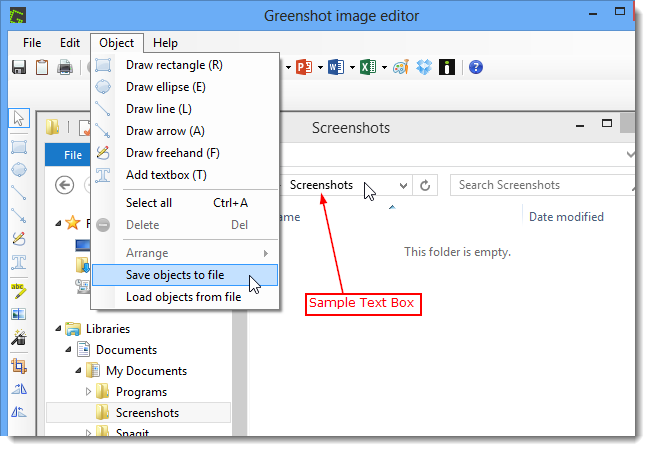 Greenshot image editor
File Edit Object Help
Draw rectangle (R)
Draw ellipse (E)
Draw line (L)
Draw arrow (A)
Draw freehand (F)
Add textbox (T)
Select all Ctrl+A
Delete Del
Arrange
Save objects to file
Load objects from file
Screenshots
File
Screenshots
Search Screenshots
Date modified
This folder is empty.
Sample Text Box
Libraries
Documents
My Documents
Programs
Screenshots
Snagit